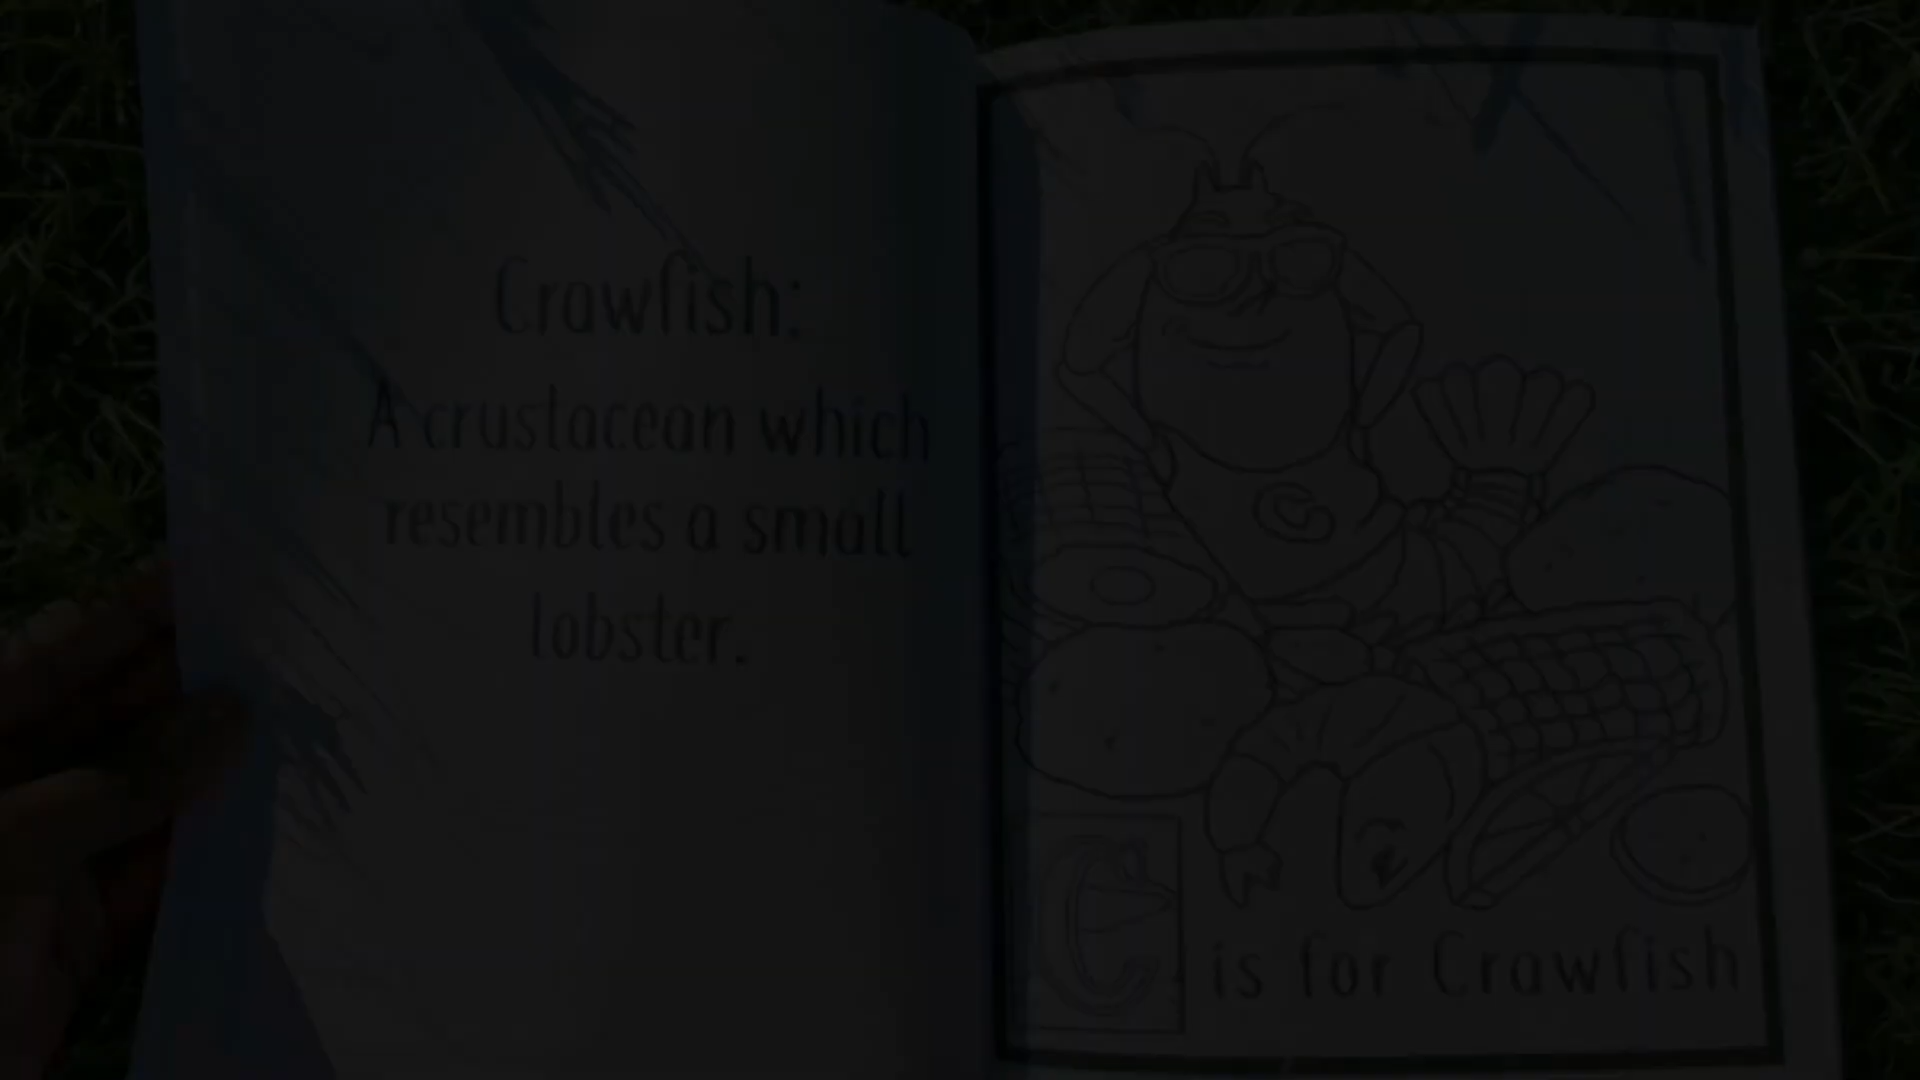 Crawfish:
A crustacean which
resembles a small
lobster.
C
C
is for Crawfish